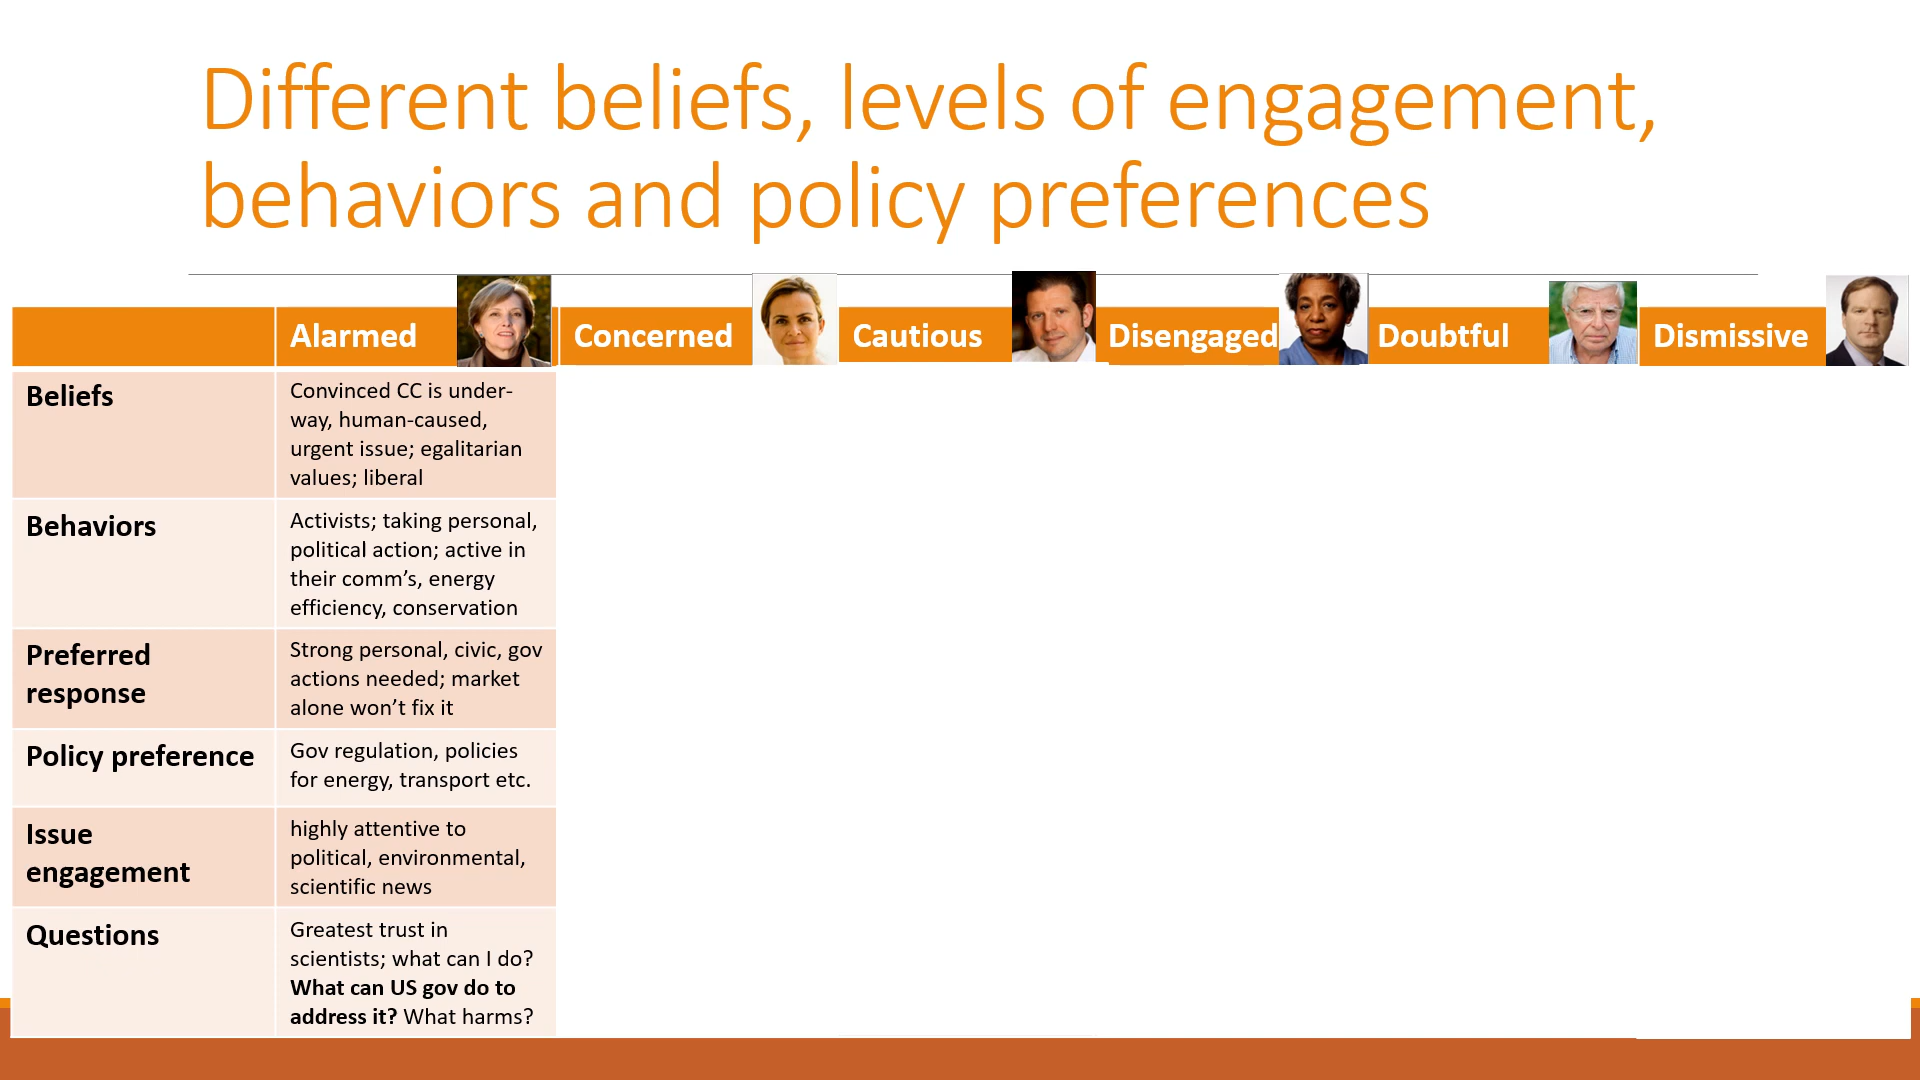 Different beliefs, levels of engagement,
behaviors and policy preferences
Alarmed
Concerned
Cautious
Disengaged
Doubtful
Dismissive
Beliefs
Convinced CC is under-
way, human-caused,
urgent issue; egalitarian
values; liberal
Behaviors
Activists; taking personal,
political action; active in
their comm’s, energy
efficiency, conservation
Preferred
response
Strong personal, civic, gov
actions needed; market
alone won’t fix it
Policy preference
Gov regulation, policies
for energy, transport etc.
Issue
engagement
highly attentive to
political, environmental,
scientific news
Questions
Greatest trust in
scientists; what can I do?
What can US gov do to
address it? What harms?